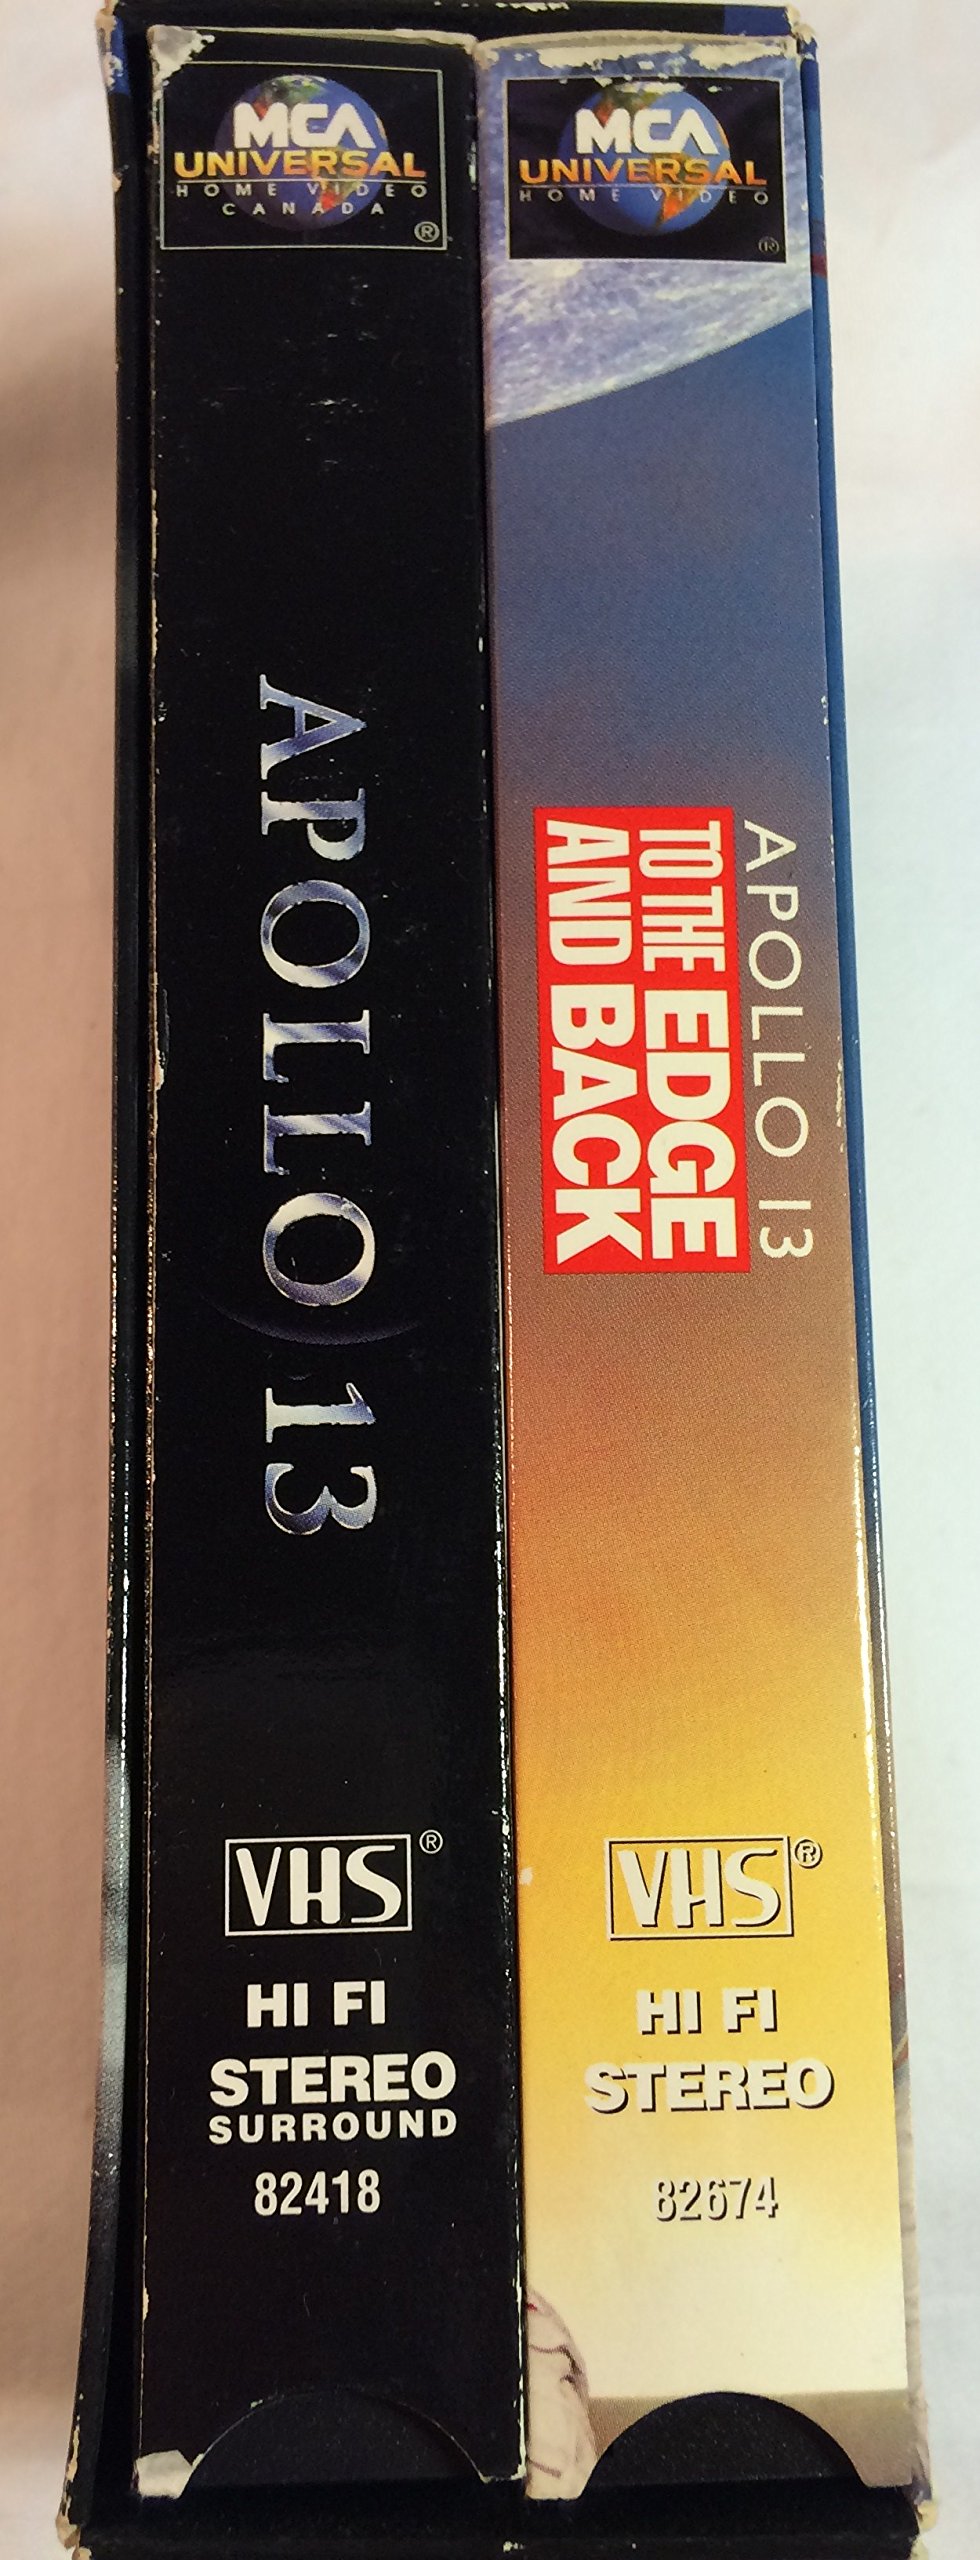 MCA
UNIVERSAL
HOME VIDEO
CANADA
®
APOLLO 13
VHS®
HI FI
STEREO
SURROUND
82418
MCA
UNIVERSAL
HOME VIDEO
®
APOLLO 13
TO THE EDGE
AND BACK
VHS®
HI FI
STEREO
82674